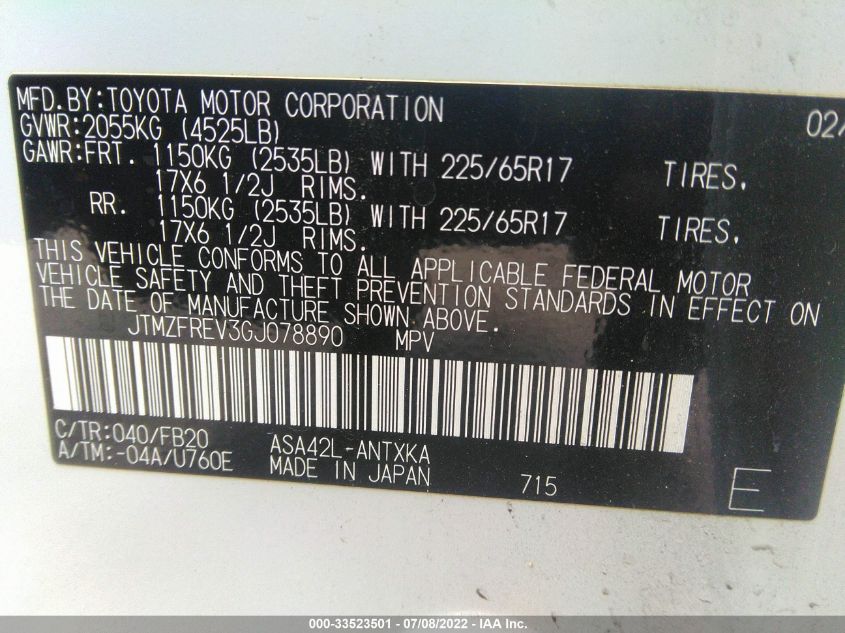 MFD.BY:TOYOTA MOTOR CORPORATION 02/
GVWR:2055KG (4525LB)
GAWR:FRT. 1150KG (2535LB) WITH 225/65R17 TIRES,
17X6 1/2J RIMS.
RR. 1150KG (2535LB) WITH 225/65R17 TIRES,
17X6 1/2J RIMS.
THIS VEHICLE CONFORMS TO ALL APPLICABLE FEDERAL MOTOR
VEHICLE SAFETY AND THEFT PREVENTION STANDARDS IN EFFECT ON
THE DATE OF MANUFACTURE SHOWN ABOVE.
JTMZFREV3GJ078890 MPV
C/TR:040/FB20 ASA42L-ANTXKA
A/TM:-04A/U760E MADE IN JAPAN 715 E
000-33523501 - 07/08/2022 - IAA Inc.